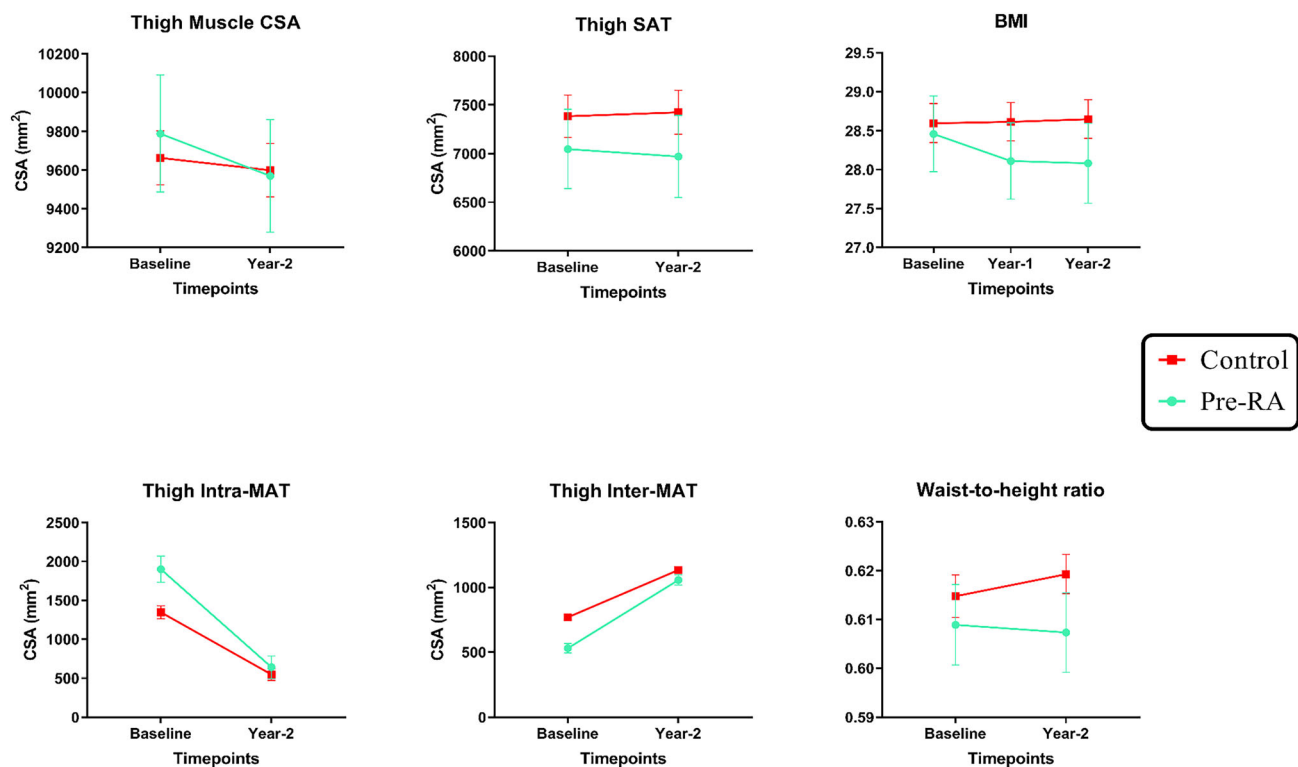 Thigh Muscle CSA
10200
10000
9800
9600
9400
9200
CSA (mm²)
Baseline Year-2
Timepoints
Thigh SAT
8000
7500
7000
6500
6000
CSA (mm²)
Baseline Year-2
Timepoints
BMI
29.5
29.0
28.5
28.0
27.5
27.0
Baseline Year-1 Year-2
Timepoints
Control
Pre-RA
Thigh Intra-MAT
2500
2000
1500
1000
500
0
CSA (mm²)
Baseline Year-2
Timepoints
Thigh Inter-MAT
1500
1000
500
0
CSA (mm²)
Baseline Year-2
Timepoints
Waist-to-height ratio
0.63
0.62
0.61
0.60
0.59
Baseline Year-2
Timepoints